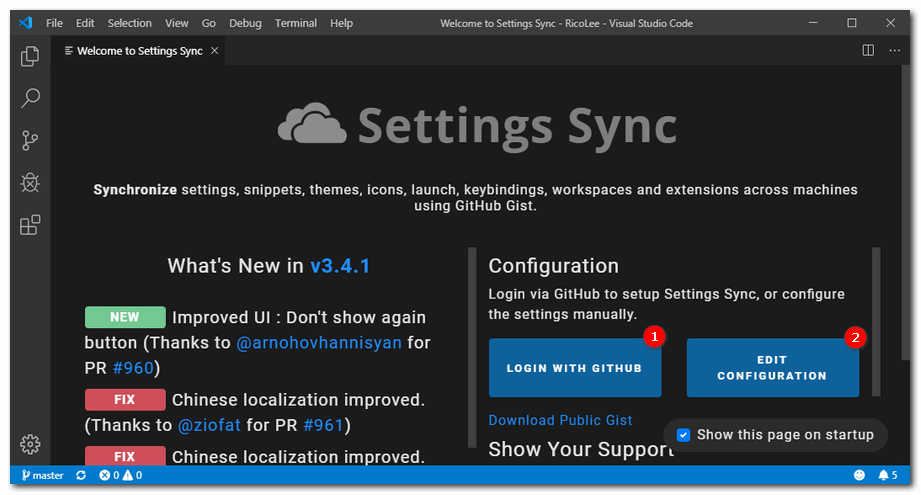 File Edit Selection View Go Debug Terminal Help Welcome to Settings Sync - RicoLee - Visual Studio Code
Welcome to Settings Sync
Settings Sync
Synchronize settings, snippets, themes, icons, launch, keybindings, workspaces and extensions across machines
using GitHub Gist.
What's New in v3.4.1
NEW Improved UI : Don't show again
button (Thanks to @arnohovhannisyan for
PR #960)
FIX Chinese localization improved.
(Thanks to @ziofat for PR #961)
FIX Chinese localization improved.
Configuration
Login via GitHub to setup Settings Sync, or configure
the settings manually.
1
LOGIN WITH GITHUB
2
EDIT
CONFIGURATION
Download Public Gist
Show Your Support
Show this page on startup
master 0 0 5